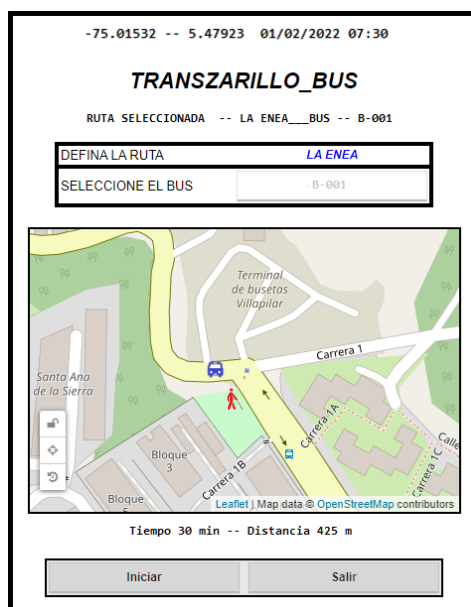 -75.01532 -- 5.47923 01/02/2022 07:30
TRANSZARILLO_BUS
RUTA SELECCIONADA -- LA ENEA___BUS -- B-001
DEFINA LA RUTA LA ENEA
SELECCIONE EL BUS B-001
Terminal
de busetas
Villapilar
Carrera 1
Santa Ana
de la Sierra
Carrera 1A
Calle
Bloque
3
Carrera 1B
Carrera 1C
Bloque
5
Leaflet | Map data © OpenStreetMap contributors
Tiempo 30 min -- Distancia 425 m
Iniciar Salir